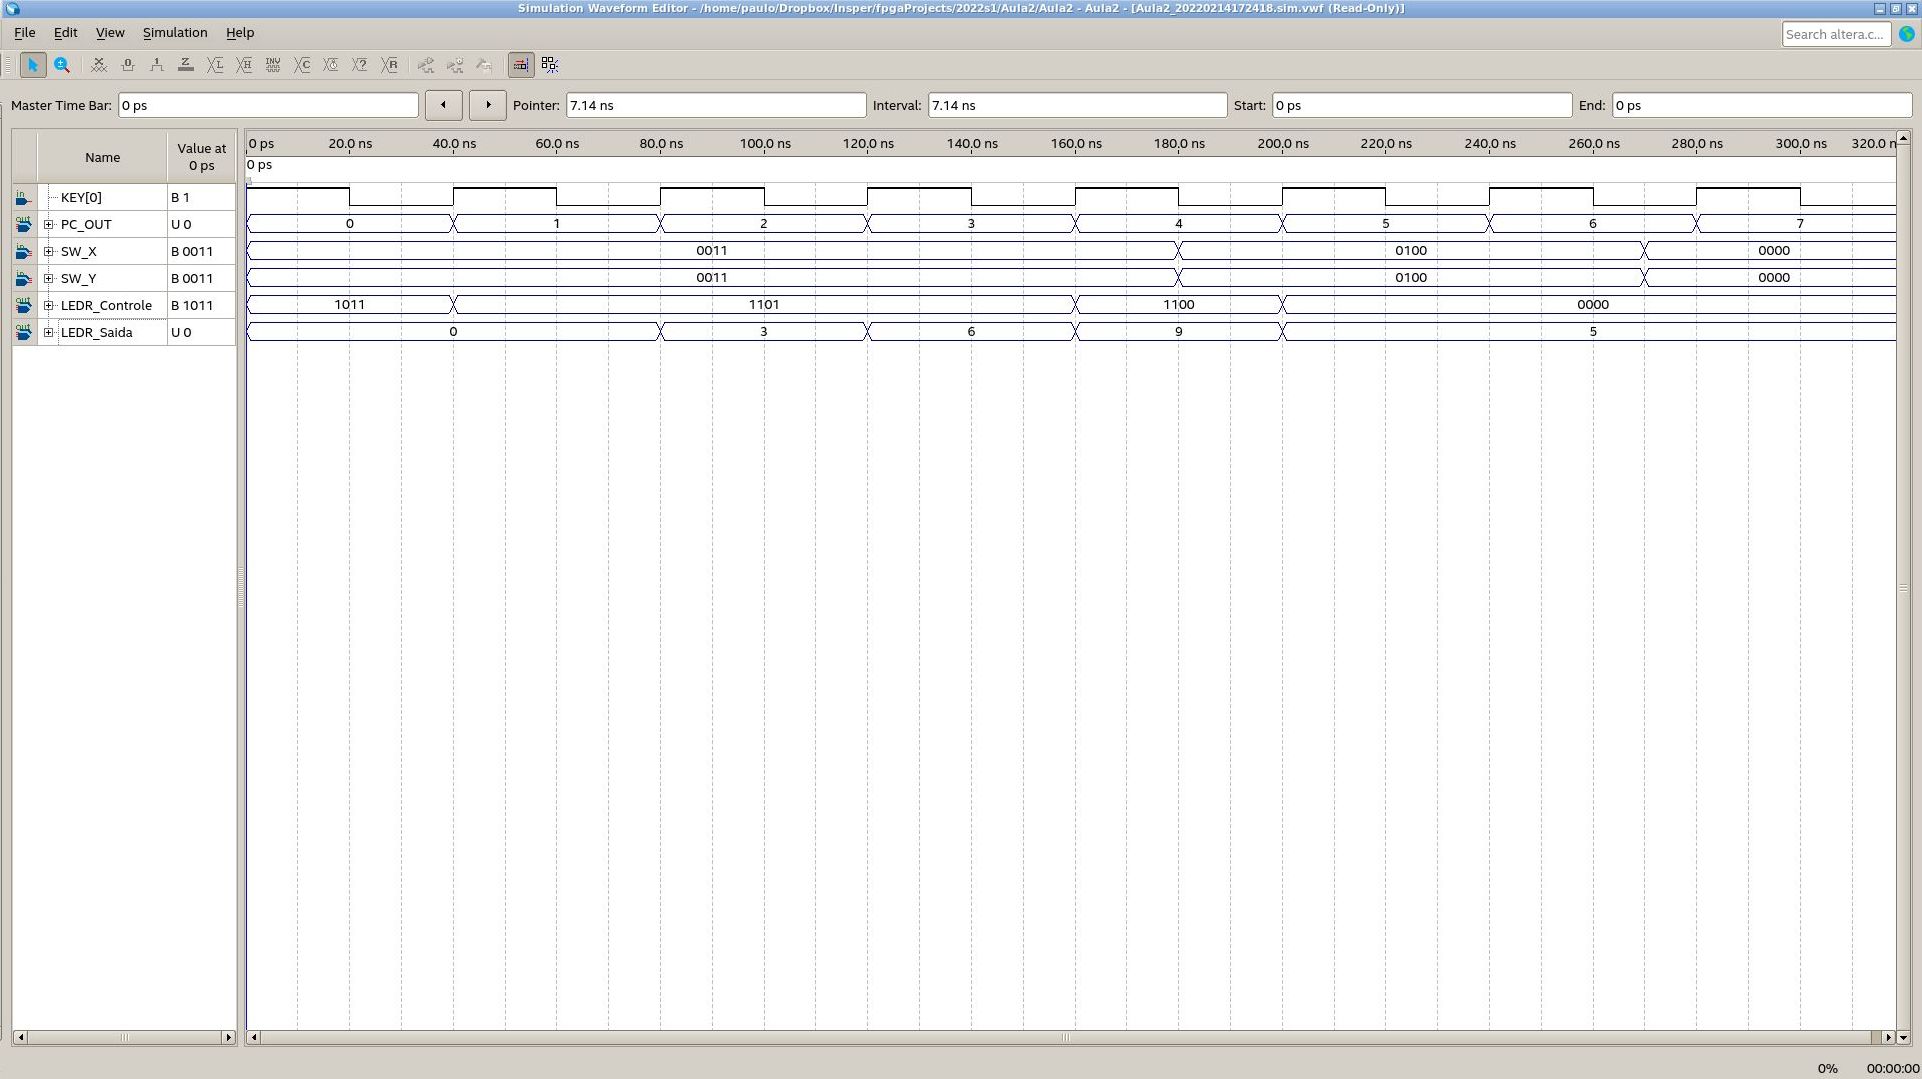 Simulation Waveform Editor - /home/paulo/Dropbox/Insper/fpgaProjects/2022s1/Aula2/Aula2 - Aula2 - [Aula2_20220214172418.sim.vwf (Read-Only)]
File Edit View Simulation Help Search altera.c...
Master Time Bar: 0 ps Pointer: 7.14 ns Interval: 7.14 ns Start: 0 ps End: 0 ps
Name Value at 0 ps
0 ps 20.0 ns 40.0 ns 60.0 ns 80.0 ns 100.0 ns 120.0 ns 140.0 ns 160.0 ns 180.0 ns 200.0 ns 220.0 ns 240.0 ns 260.0 ns 280.0 ns 300.0 ns 320.0 n
0 ps
KEY[0] B 1
PC_OUT U 0 0 1 2 3 4 5 6 7
SW_X B 0011 0011 0100 0000
SW_Y B 0011 0011 0100 0000
LEDR_Controle B 1011 1011 1101 1100 0000
LEDR_Saida U 0 0 3 6 9 5
0% 00:00:00